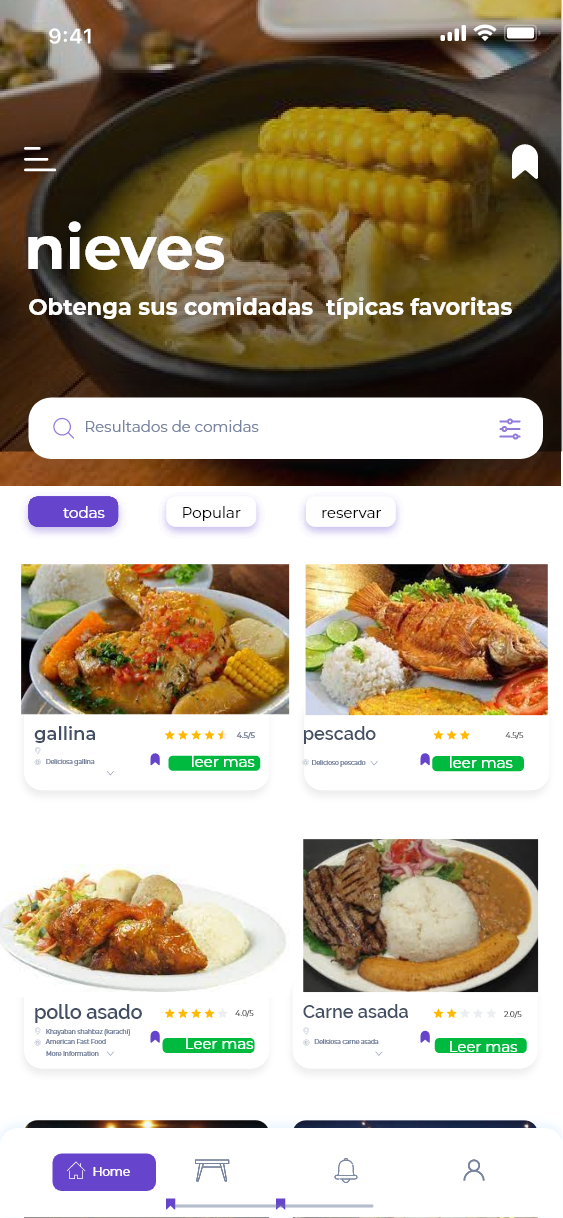 9:41
nieves
Obtenga sus comidadas típicas favoritas
Resultados de comidas
todas Popular reservar
gallina 4.5/5
Deliciosa gallina leer mas
pescado 4.5/5
Delicioso pescado leer mas
pollo asado 4.0/5
Khayaban shahbaz (karachi)
American Fast Food Leer mas
More Information
Carne asada 2.0/5
Delisiosa carne asada Leer mas
Home